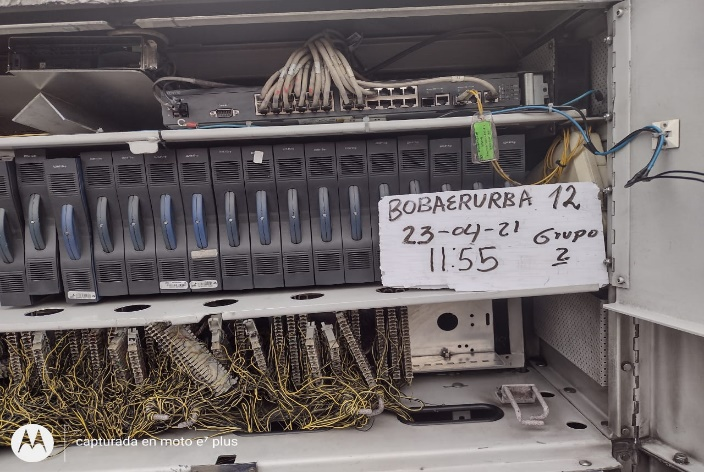 BOBAERURBA 12
23-04-21 Grupo
11:55 2
capturada en moto e⁷ plus